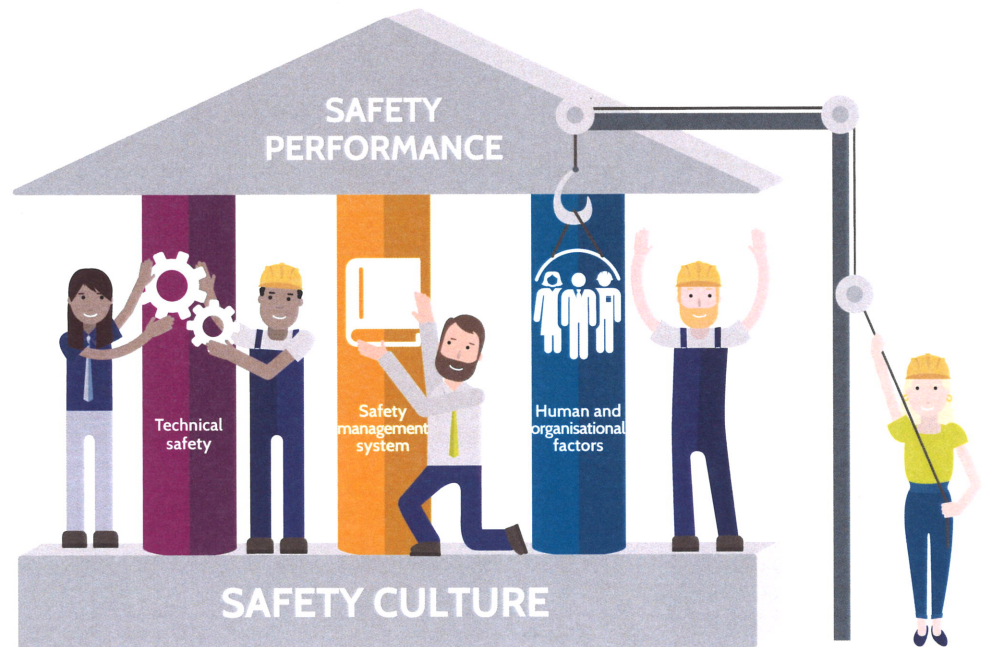 SAFETY
PERFORMANCE
Technical
safety
Safety
management
system
Human and
organisational
factors
SAFETY CULTURE